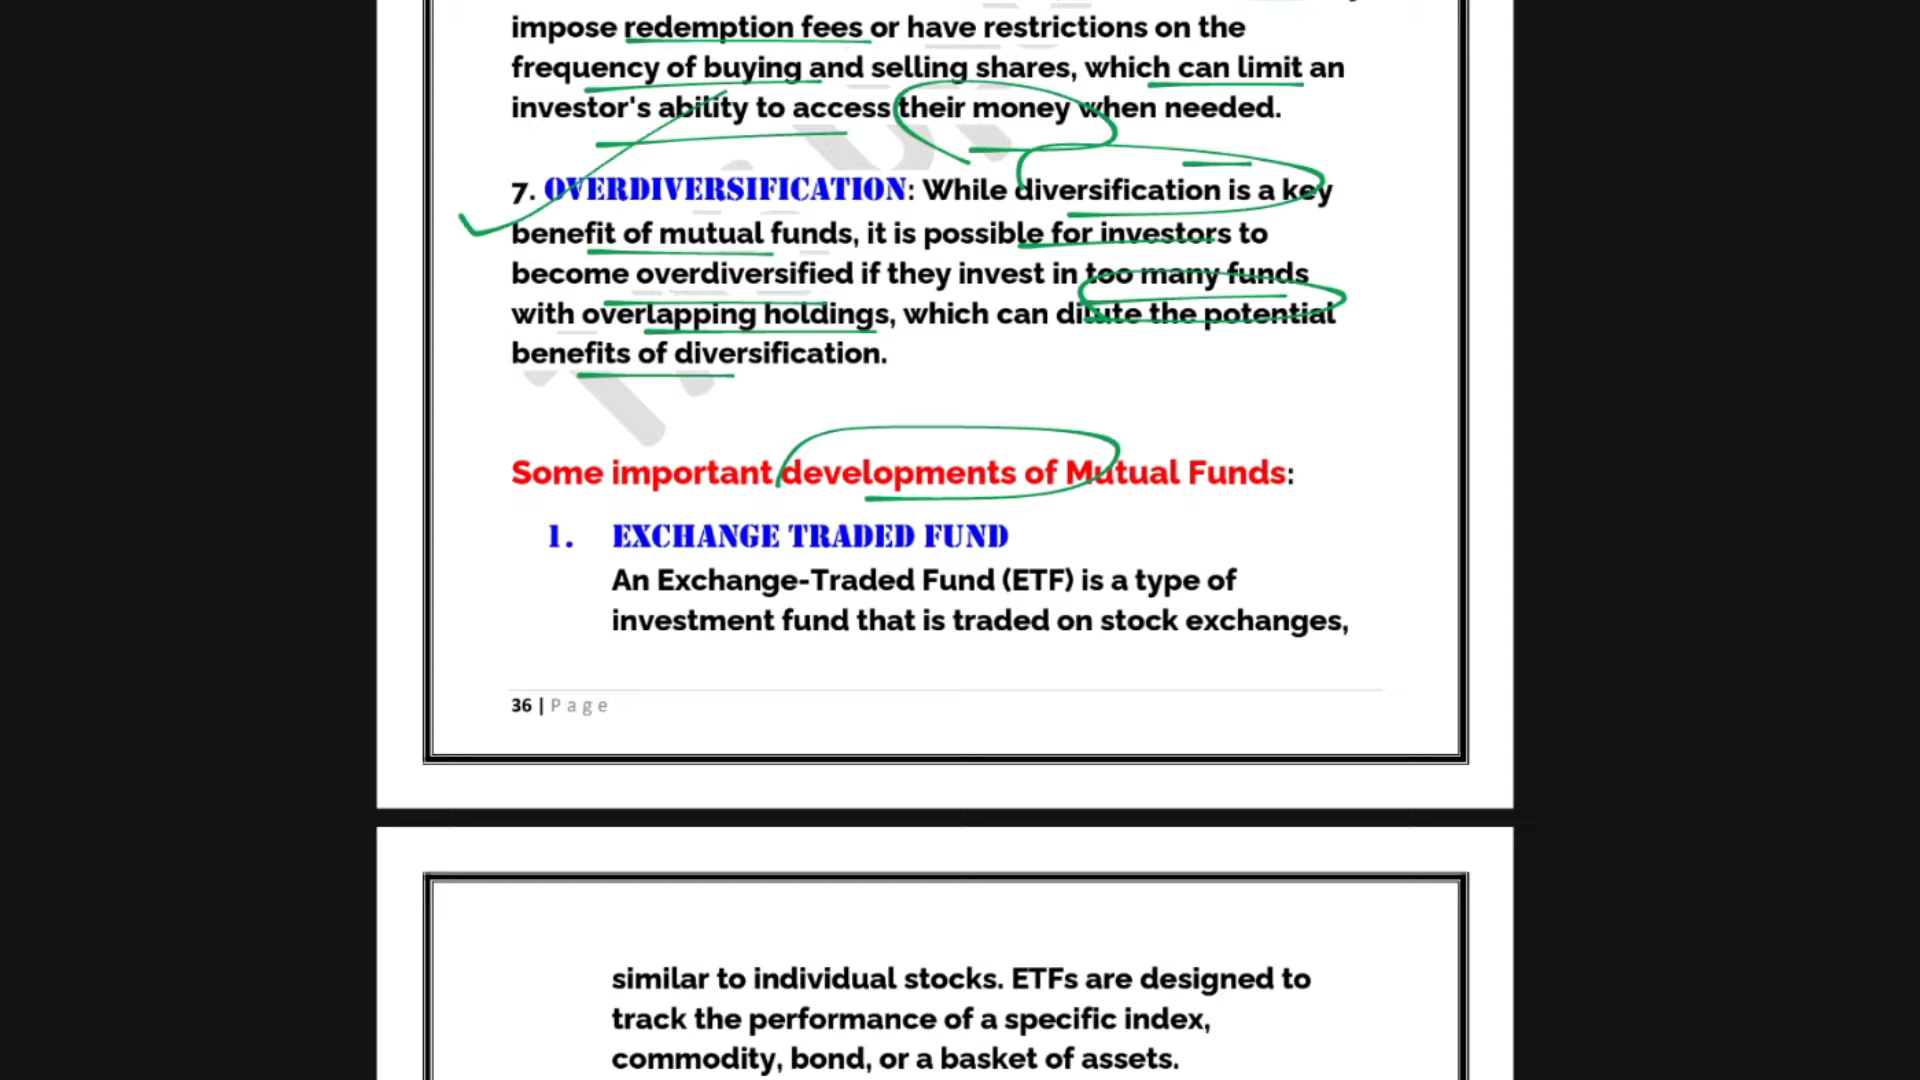 impose redemption fees or have restrictions on the
frequency of buying and selling shares, which can limit an
investor's ability to access their money when needed.
7. OVERDIVERSIFICATION: While diversification is a key
benefit of mutual funds, it is possible for investors to
become overdiversified if they invest in too many funds
with overlapping holdings, which can dilute the potential
benefits of diversification.
Some important developments of Mutual Funds:
1. EXCHANGE TRADED FUND
An Exchange-Traded Fund (ETF) is a type of
investment fund that is traded on stock exchanges,
36 | Page
similar to individual stocks. ETFs are designed to
track the performance of a specific index,
commodity, bond, or a basket of assets.